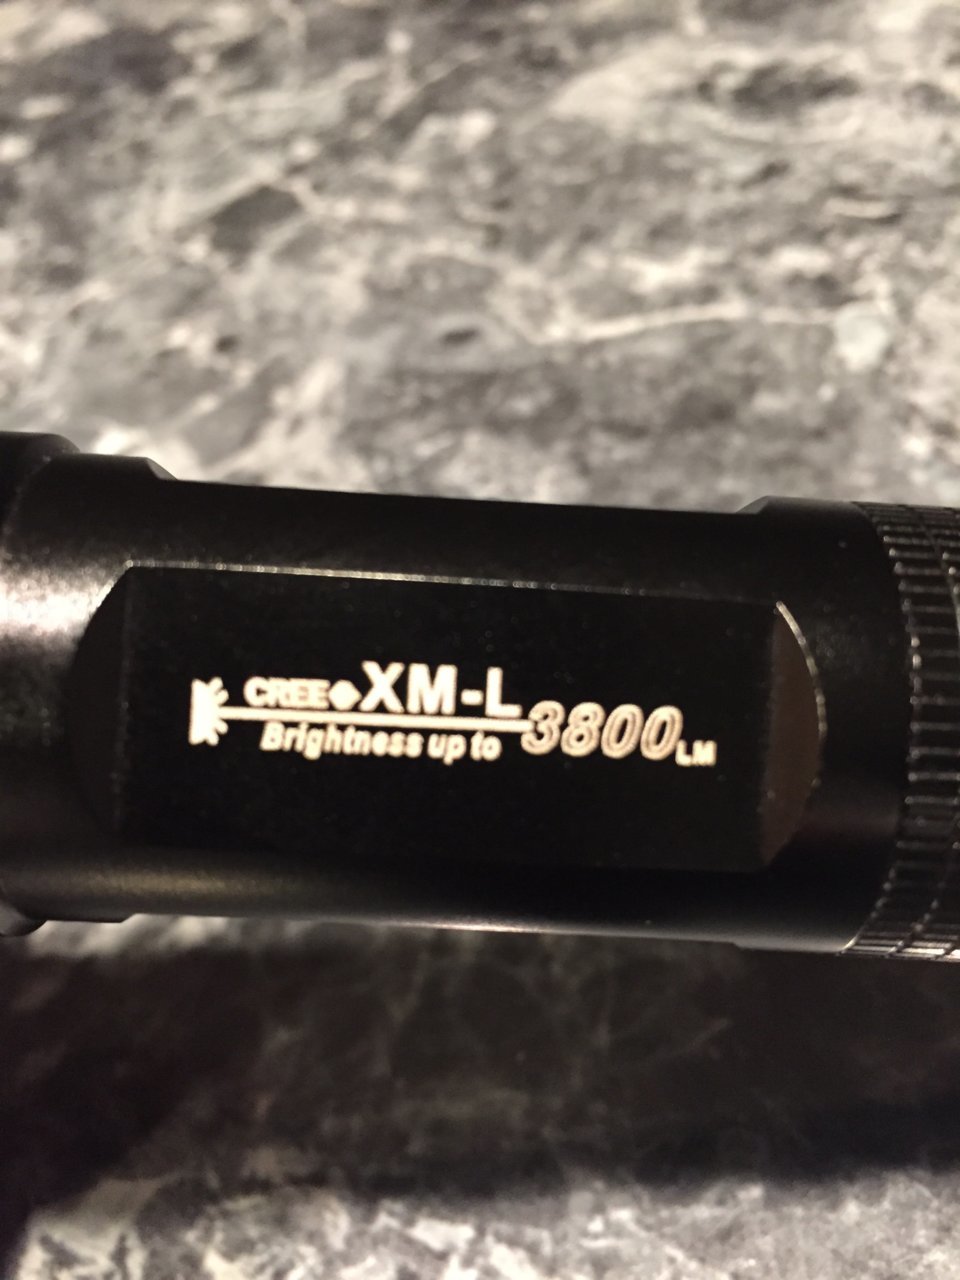 CREE XM-L
Brightness up to 3800LM